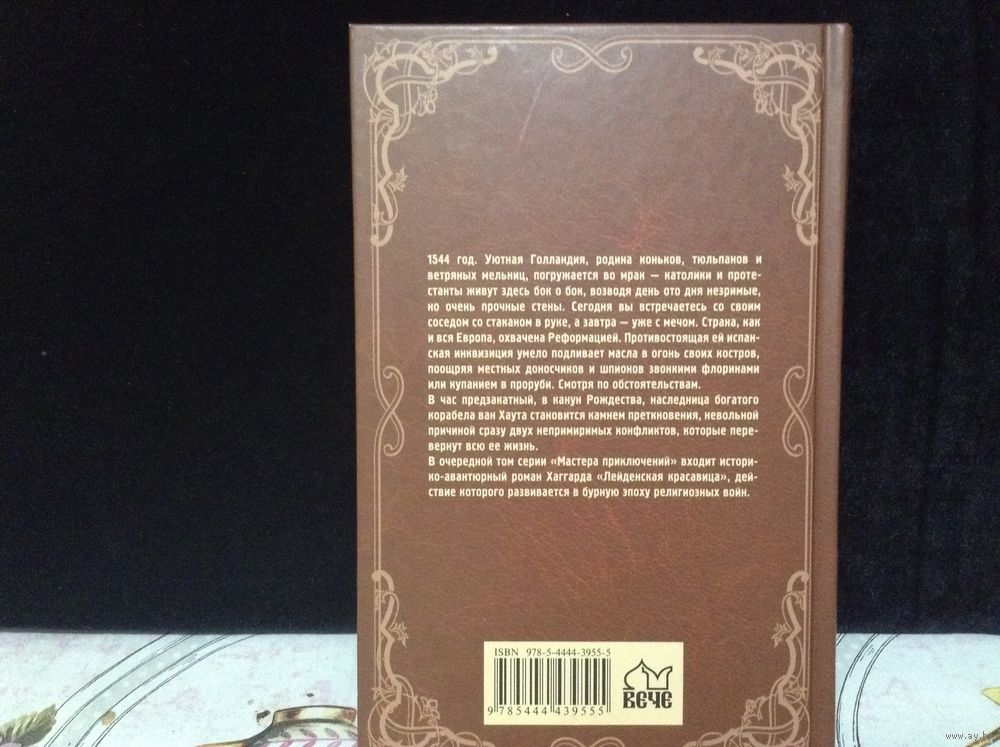 1544 год. Уютная Голландия, родина коньков, тюльпанов и
ветряных мельниц, погружается во мрак — католики и проте-
станты живут здесь бок о бок, возводя день ото дня незримые,
но очень прочные стены. Сегодня вы встречаетесь со своим
соседом со стаканом в руке, а завтра — уже с мечом. Страна, как
и вся Европа, охвачена Реформацией. Противостоящая ей испан-
ская инквизиция умело подливает масла в огонь своих костров,
поощряя местных доносчиков и шпионов звонкими флоринами
или купанием в проруби. Смотря по обстоятельствам.
В час предзакатный, в канун Рождества, наследница богатого
корабела ван Хаута становится камнем преткновения, невольной
причиной сразу двух непримиримых конфликтов, которые пере-
вернут всю ее жизнь.
В очередной том серии «Мастера приключений» входит истори-
ко-авантюрный роман Хаггарда «Лейденская красавица», дей-
ствие которого развивается в бурную эпоху религиозных войн.
ISBN 978-5-4444-3955-5
9 785444 439555
ВЕЧЕ